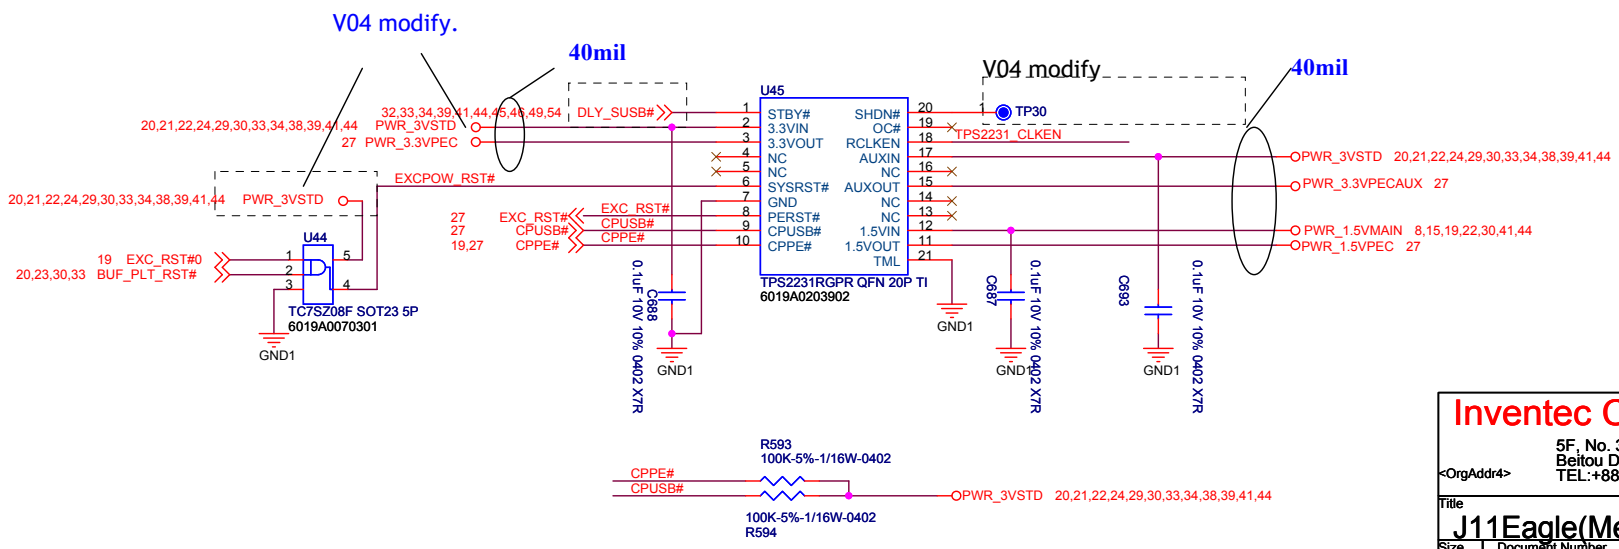 V04 modify.
40mil
V04 modify
40mil
U45
32,33,34,39,41,44,45,46,49,54 DLY_SUSB#
1 STBY# SHDN# 20 1 TP30
20,21,22,24,29,30,33,34,38,39,41,44 PWR_3VSTD 2 3.3VIN OC# 19
27 PWR_3.3VPEC 3 3.3VOUT RCLKEN 18 TPS2231_CLKEN
4 NC AUXIN 17 PWR_3VSTD 20,21,22,24,29,30,33,34,38,39,41,44
5 NC NC 16
EXCPOW_RST# 6 SYSRST# AUXOUT 15 PWR_3.3VPECAUX 27
20,21,22,24,29,30,33,34,38,39,41,44 PWR_3VSTD 7 GND NC 14
27 EXC_RST# EXC_RST# 8 PERST# NC 13
27 CPUSB# CPUSB# 9 CPUSB# 1.5VIN 12 PWR_1.5VMAIN 8,15,19,22,30,41,44
19,27 CPPE# CPPE# 10 CPPE# 1.5VOUT 11 PWR_1.5VPEC 27
TML 21
U44
19 EXC_RST#0 1 5
20,23,30,33 BUF_PLT_RST# 2
3 4
TC7SZ08F SOT23 5P
6019A0070301
GND1
TPS2231RGPR QFN 20P TI
6019A0203902
C688
0.1uF 10V 10% 0402 X7R
GND1
GND1
C687
0.1uF 10V 10% 0402 X7R
GND1
C693
0.1uF 10V 10% 0402 X7R
GND1
R593
100K-5%-1/16W-0402
CPPE#
CPUSB#
PWR_3VSTD 20,21,22,24,29,30,33,34,38,39,41,44
100K-5%-1/16W-0402
R594
Inventec C
5F, No. 3
Beitou D
<OrgAddr4> TEL:+88
Title
J11Eagle(Me
Size Document Number